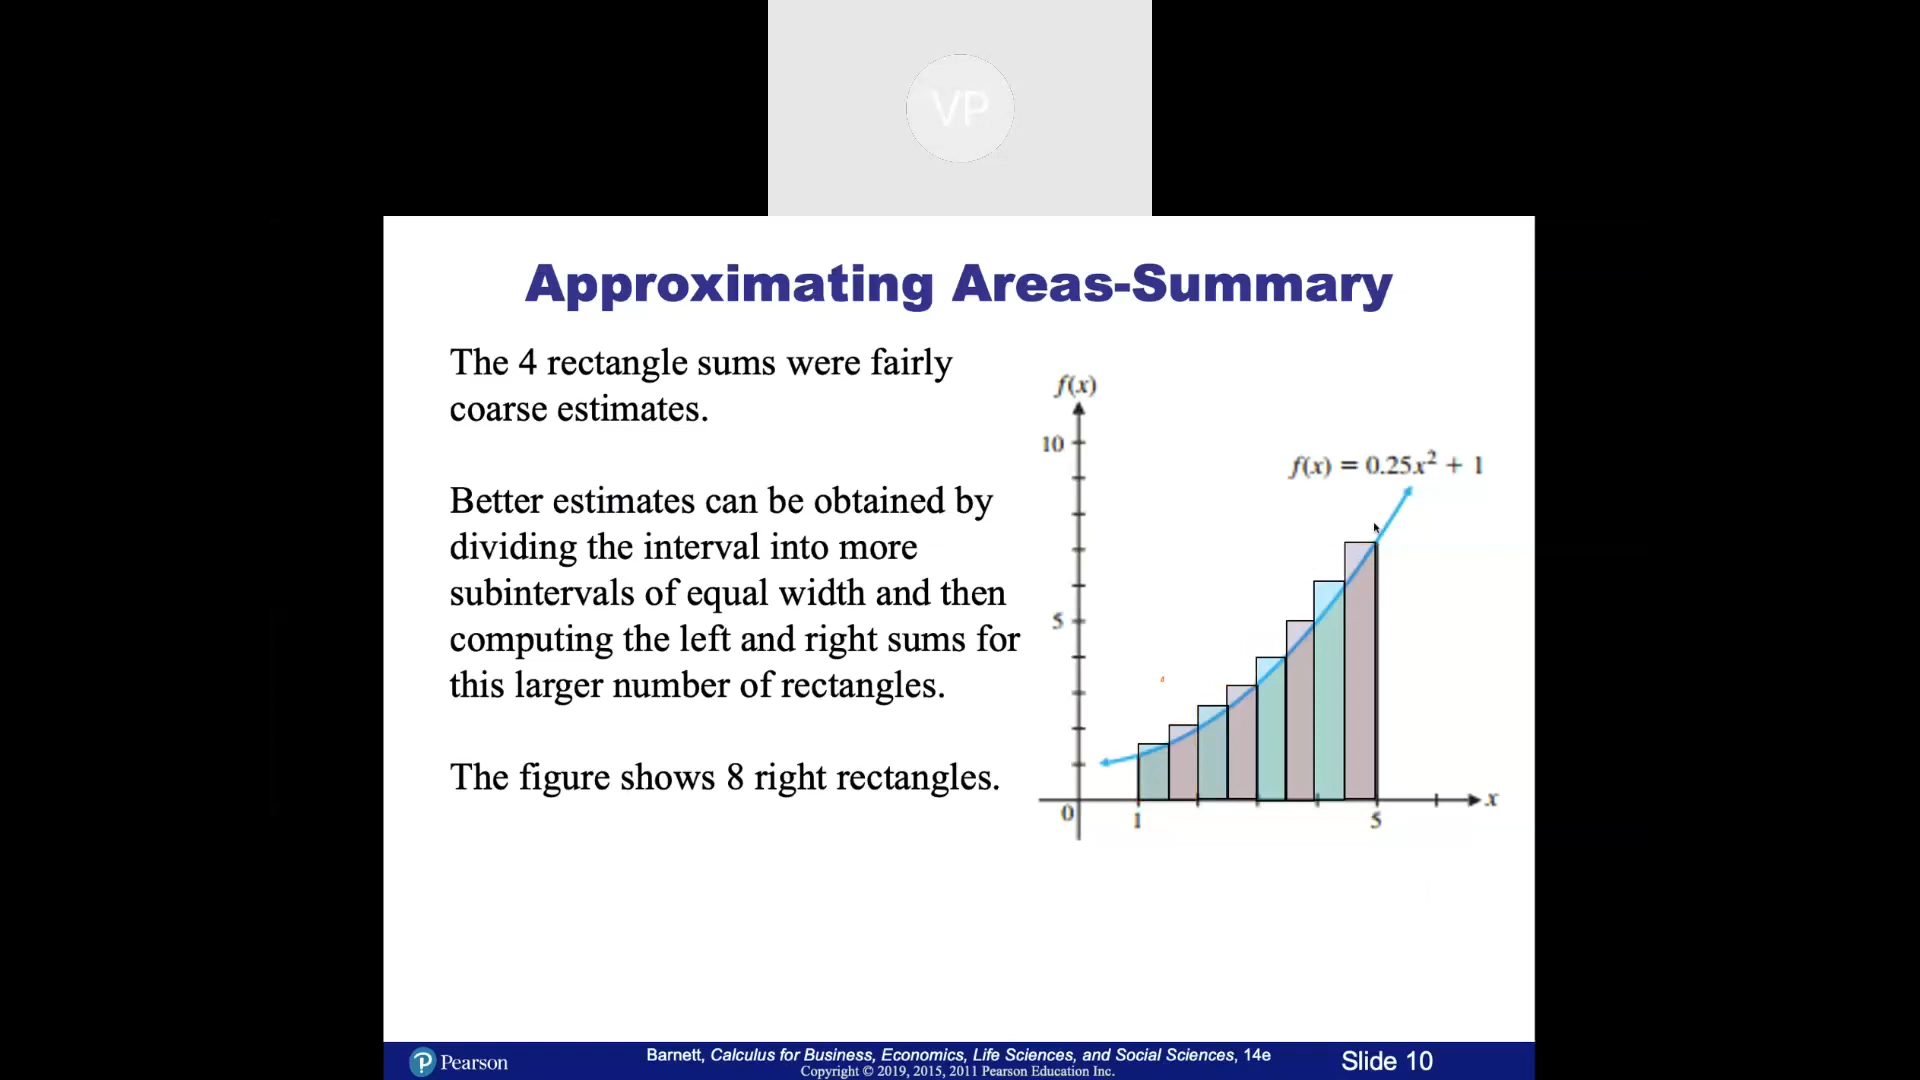 VP
Approximating Areas-Summary
The 4 rectangle sums were fairly
coarse estimates.
Better estimates can be obtained by
dividing the interval into more
subintervals of equal width and then
computing the left and right sums for
this larger number of rectangles.
The figure shows 8 right rectangles.
f(x)
10
f(x) = 0.25x² + 1
5
0
1
5
x
Pearson
Barnett, Calculus for Business, Economics, Life Sciences, and Social Sciences, 14e
Copyright © 2019, 2015, 2011 Pearson Education Inc.
Slide 10